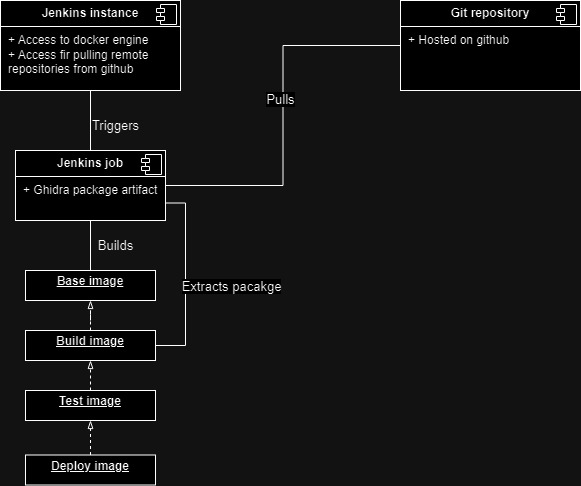 Jenkins instance
+ Access to docker engine
+ Access fir pulling remote
repositories from github
Git repository
+ Hosted on github
Pulls
Triggers
Jenkins job
+ Ghidra package artifact
Builds
Base image
Extracts pacakge
Build image
Test image
Deploy image